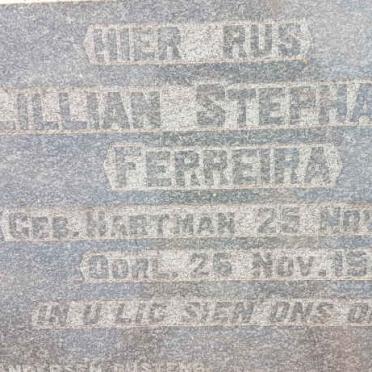 HIER RUS
LILLIAN STEPHA
FERREIRA
GEB. HARTMAN 25 NOV
OORL. 26 NOV. 19
IN U LIG SIEN ONS